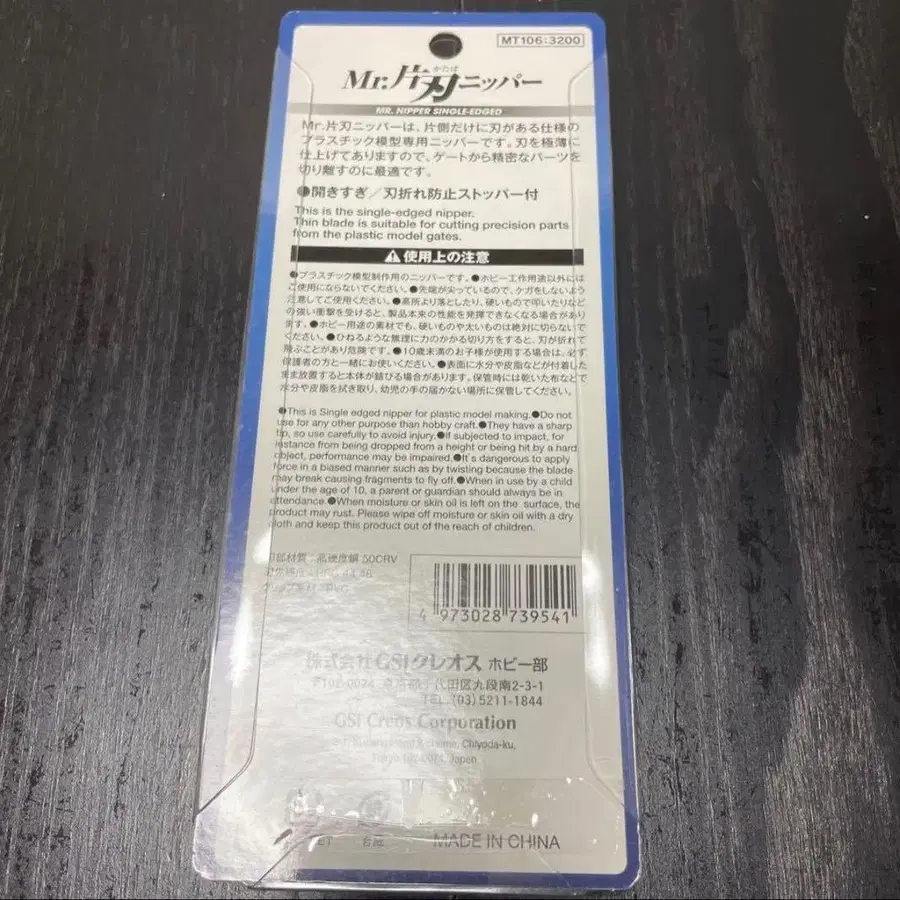 MT106:3200
かたは
Mr.片刃ニッパー
MR. NIPPER SINGLE-EDGED
Mr.片刃ニッパーは、片側だけに刃がある仕様の
プラスチック模型専用ニッパーです。刃を極薄に
仕上げてありますので、ゲートから精密なパーツを
切り離すのに最適です。
●開きすぎ/刃折れ防止ストッパー付
This is the single-edged nipper.
Thin blade is suitable for cutting precision parts
from the plastic model gates.
使用上の注意
●プラスチック模型制作用のニッパーです。●ホビー工作用途以外には
ご使用にならないでください。●先端が尖っているので、ケガをしないよう
注意してご使用ください。●高所より落としたり、硬いもので叩いたりなど
の強い衝撃を受けると、製品本来の性能を発揮できなくなる場合があり
ます。●ホビー用途の素材でも、硬いものや太いものは絶対に切らないで
ください。●ひねるような無理に力のかかる切り方をすると、刃が折れて
飛ぶことがあり危険です。●10歳未満のお子様が使用する場合は、必ず
保護者の方と一緒にお使いください。●表面に水分や皮脂などが付着した
まま放置すると本体が錆びる場合があります。保管時には乾いた布などで
水分や皮脂を拭き取り、幼児の手の届かない場所に保管してください。
●This is Single edged nipper for plastic model making.●Do not
use for any other purpose than hobby craft.●They have a sharp
tip, so use carefully to avoid injury.●If subjected to impact, for
instance from being dropped from a height or being hit by a hard
object, performance may be impaired.●It's dangerous to apply
force in a biased manner such as by twisting because the blade
may break causing fragments to fly off.●When in use by a child
under the age of 10, a parent or guardian should always be in
attendance.●When moisture or skin oil is left on the surface, the
product may rust. Please wipe off moisture or skin oil with a dry
cloth and keep this product out of the reach of children.
刃部材質:高硬度鋼 50CRV
4 973028 739541
株式会社GSIクレオス ホビー部
〒102-0074 東京都千代田区九段南2-3-1
TEL.(03)5211-1844
GSI Creos Corporation
Chiyoda-ku,
Tokyo 102-0074, Japan
MADE IN CHINA